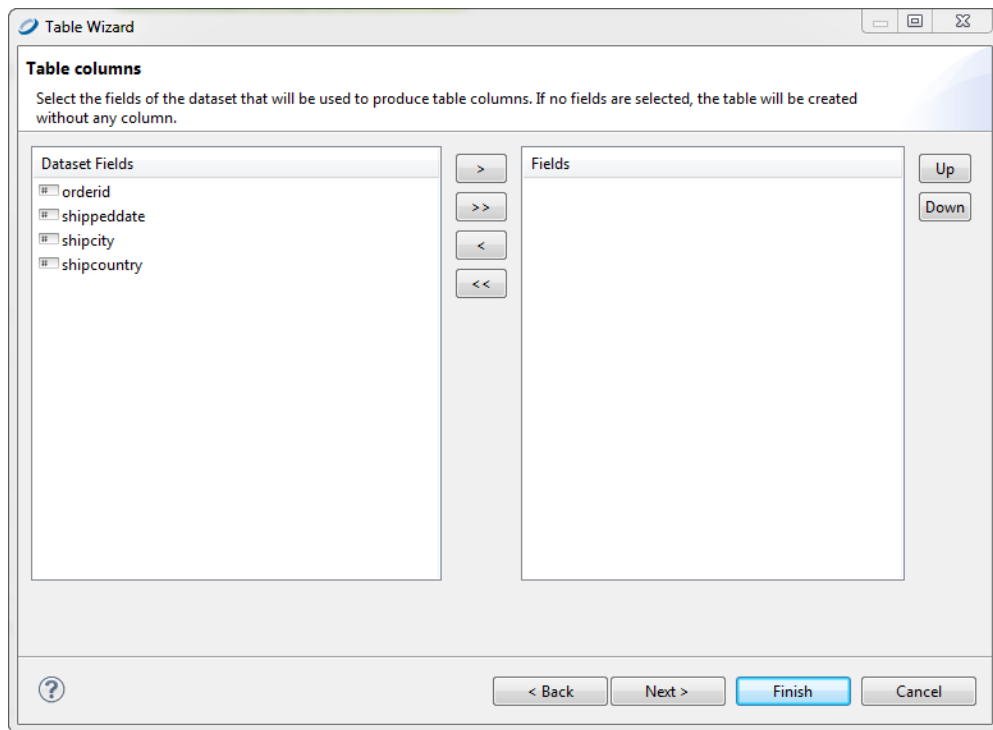 Table Wizard
Table columns
Select the fields of the dataset that will be used to produce table columns. If no fields are selected, the table will be created
without any column.
Dataset Fields
orderid
shippeddate
shipcity
shipcountry
>
>>
<
<<
Fields
Up
Down
?
< Back
Next >
Finish
Cancel